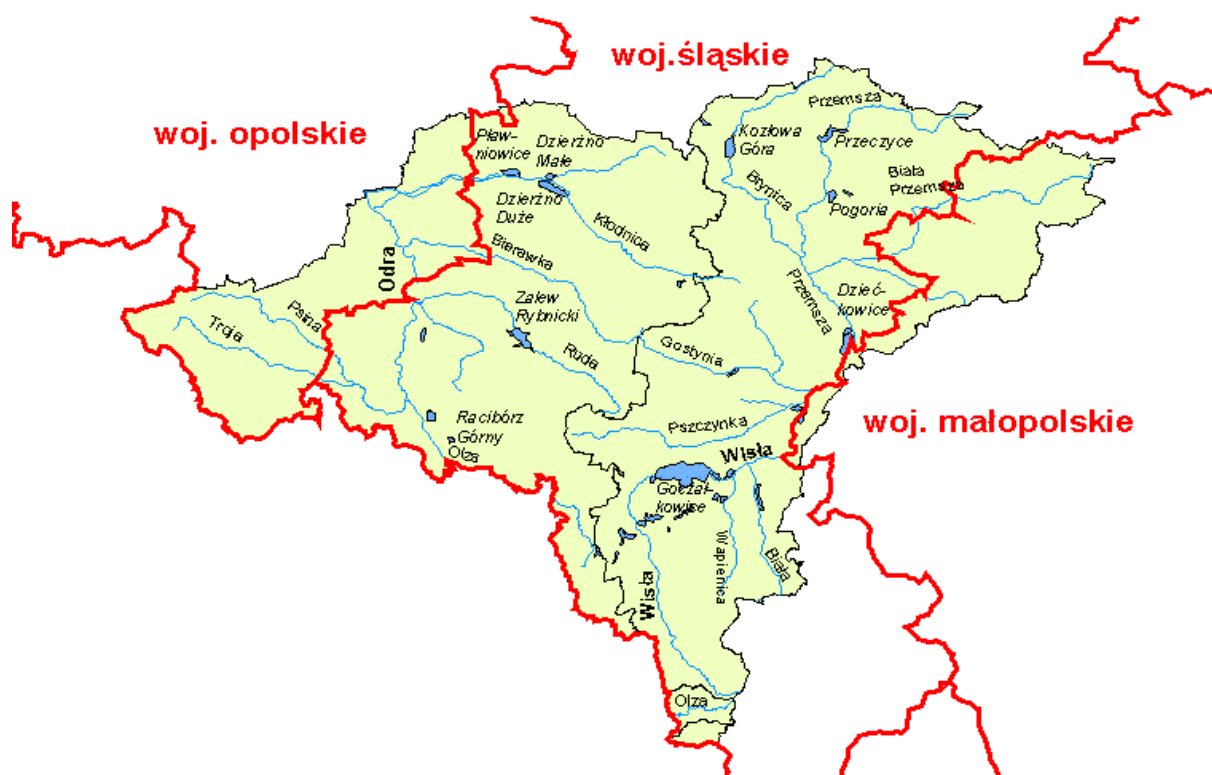 woj.śląskie
woj. opolskie
Przemsza
Kozłowa
Góra
Przeczyce
Pław-
niowice
Dzierżno
Małe
Biała
Przemsza
Brynica
Pogoria
Dzierżno
Duże
Kłodnica
Bierawka
Odra
Przemsza
Dzieć-
kowice
Zalew
Rybnicki
Psina
Troja
Ruda
Gostynia
Racibórz
Górny
Olza
Pszczynka
woj. małopolskie
Wisła
Goczał-
kowice
Wapienica
Biała
Wisła
Olza